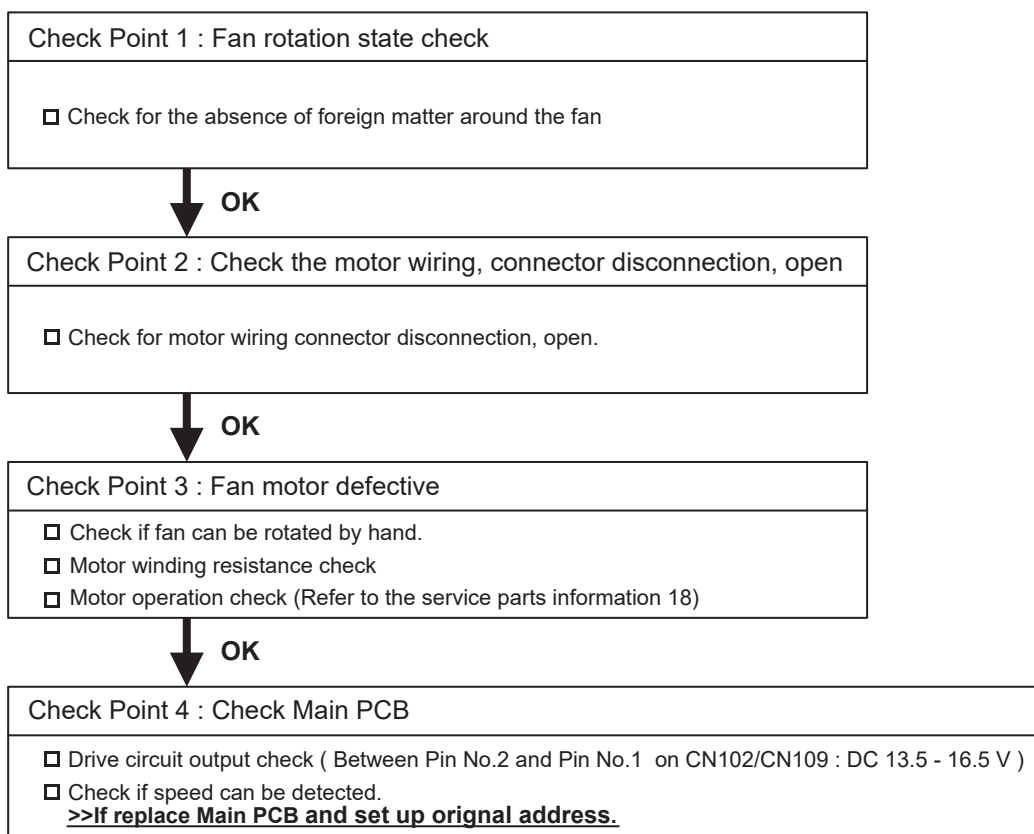 Check Point 1 : Fan rotation state check
☐ Check for the absence of foreign matter around the fan
OK
Check Point 2 : Check the motor wiring, connector disconnection, open
☐ Check for motor wiring connector disconnection, open.
OK
Check Point 3 : Fan motor defective
☐ Check if fan can be rotated by hand.
☐ Motor winding resistance check
☐ Motor operation check (Refer to the service parts information 18)
OK
Check Point 4 : Check Main PCB
☐ Drive circuit output check ( Between Pin No.2 and Pin No.1 on CN102/CN109 : DC 13.5 - 16.5 V )
☐ Check if speed can be detected.
>>If replace Main PCB and set up orignal address.